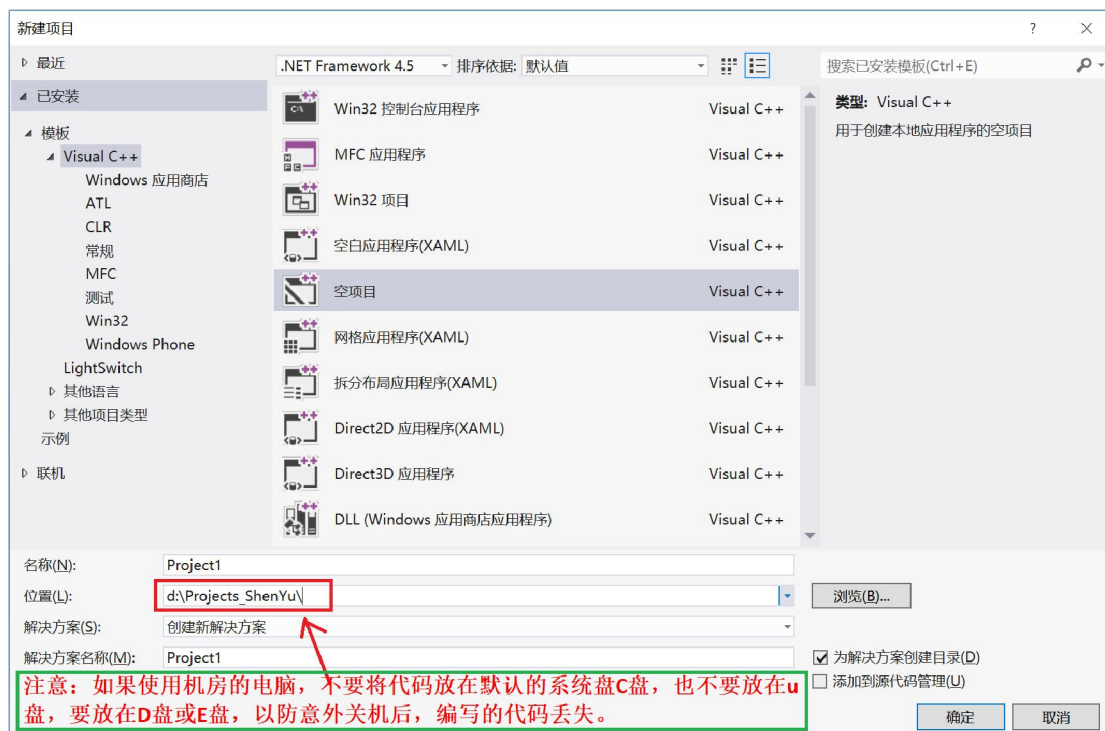 新建项目
?
最近
.NET Framework 4.5
排序依据:
默认值
搜索已安装模板(Ctrl+E)
已安装
模板
Visual C++
Windows 应用商店
ATL
CLR
常规
MFC
测试
Win32
Windows Phone
LightSwitch
其他语言
其他项目类型
示例
联机
Win32 控制台应用程序 Visual C++
MFC 应用程序 Visual C++
Win32 项目 Visual C++
空白应用程序(XAML) Visual C++
空项目 Visual C++
网格应用程序(XAML) Visual C++
拆分布局应用程序(XAML) Visual C++
Direct2D 应用程序(XAML) Visual C++
Direct3D 应用程序 Visual C++
DLL (Windows 应用商店应用程序) Visual C++
类型: Visual C++
用于创建本地应用程序的空项目
名称(N): Project1
位置(L): d:\Projects_ShenYu\
浏览(B)...
解决方案(S): 创建新解决方案
解决方案名称(M): Project1
为解决方案创建目录(D)
添加到源代码管理(U)
注意：如果使用机房的电脑，不要将代码放在默认的系统盘C盘，也不要放在u
盘，要放在D盘或E盘，以防意外关机后，编写的代码丢失。
确定
取消